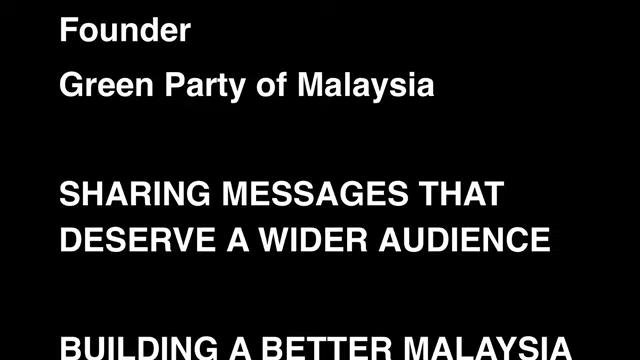 Founder
Green Party of Malaysia
SHARING MESSAGES THAT
DESERVE A WIDER AUDIENCE
BUILDING A BETTER MALAYSIA